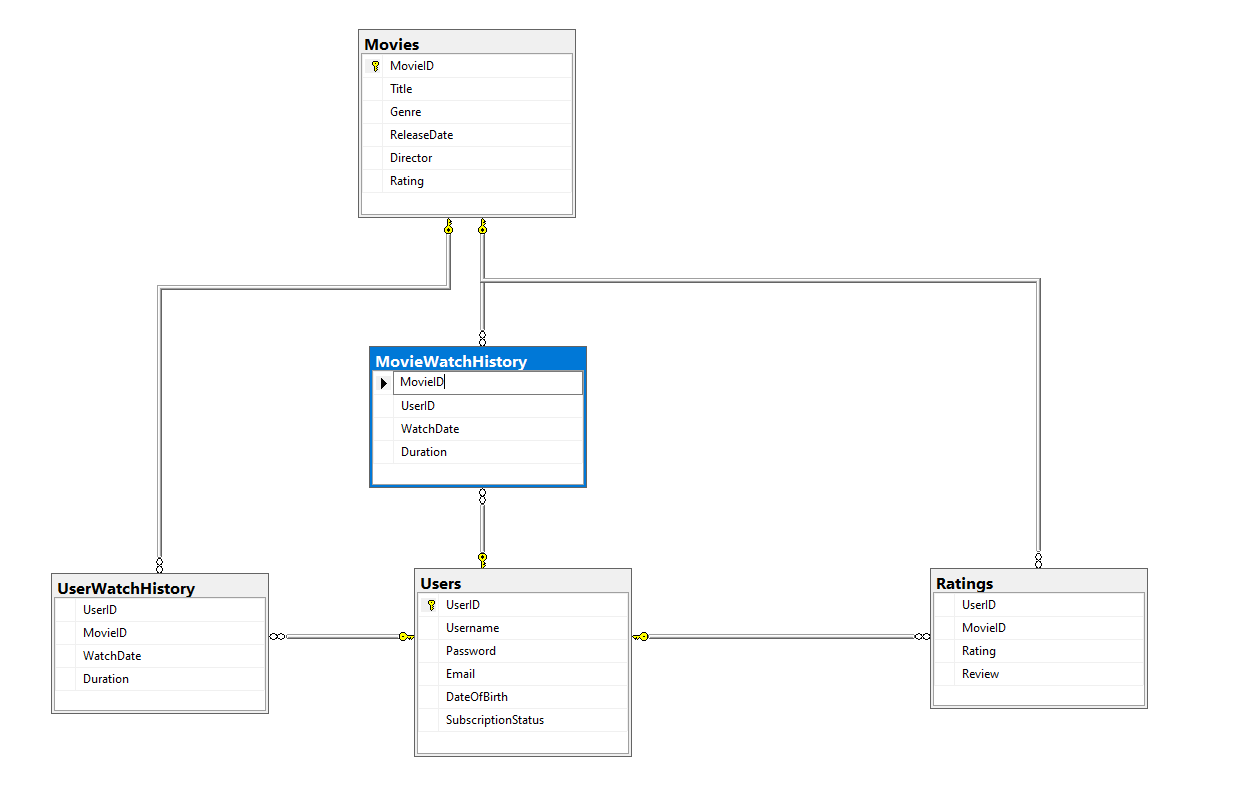 Movies
MovieID
Title
Genre
ReleaseDate
Director
Rating
MovieWatchHistory
MovieID
UserID
WatchDate
Duration
UserWatchHistory
UserID
MovieID
WatchDate
Duration
Users
UserID
Username
Password
Email
DateOfBirth
SubscriptionStatus
Ratings
UserID
MovieID
Rating
Review